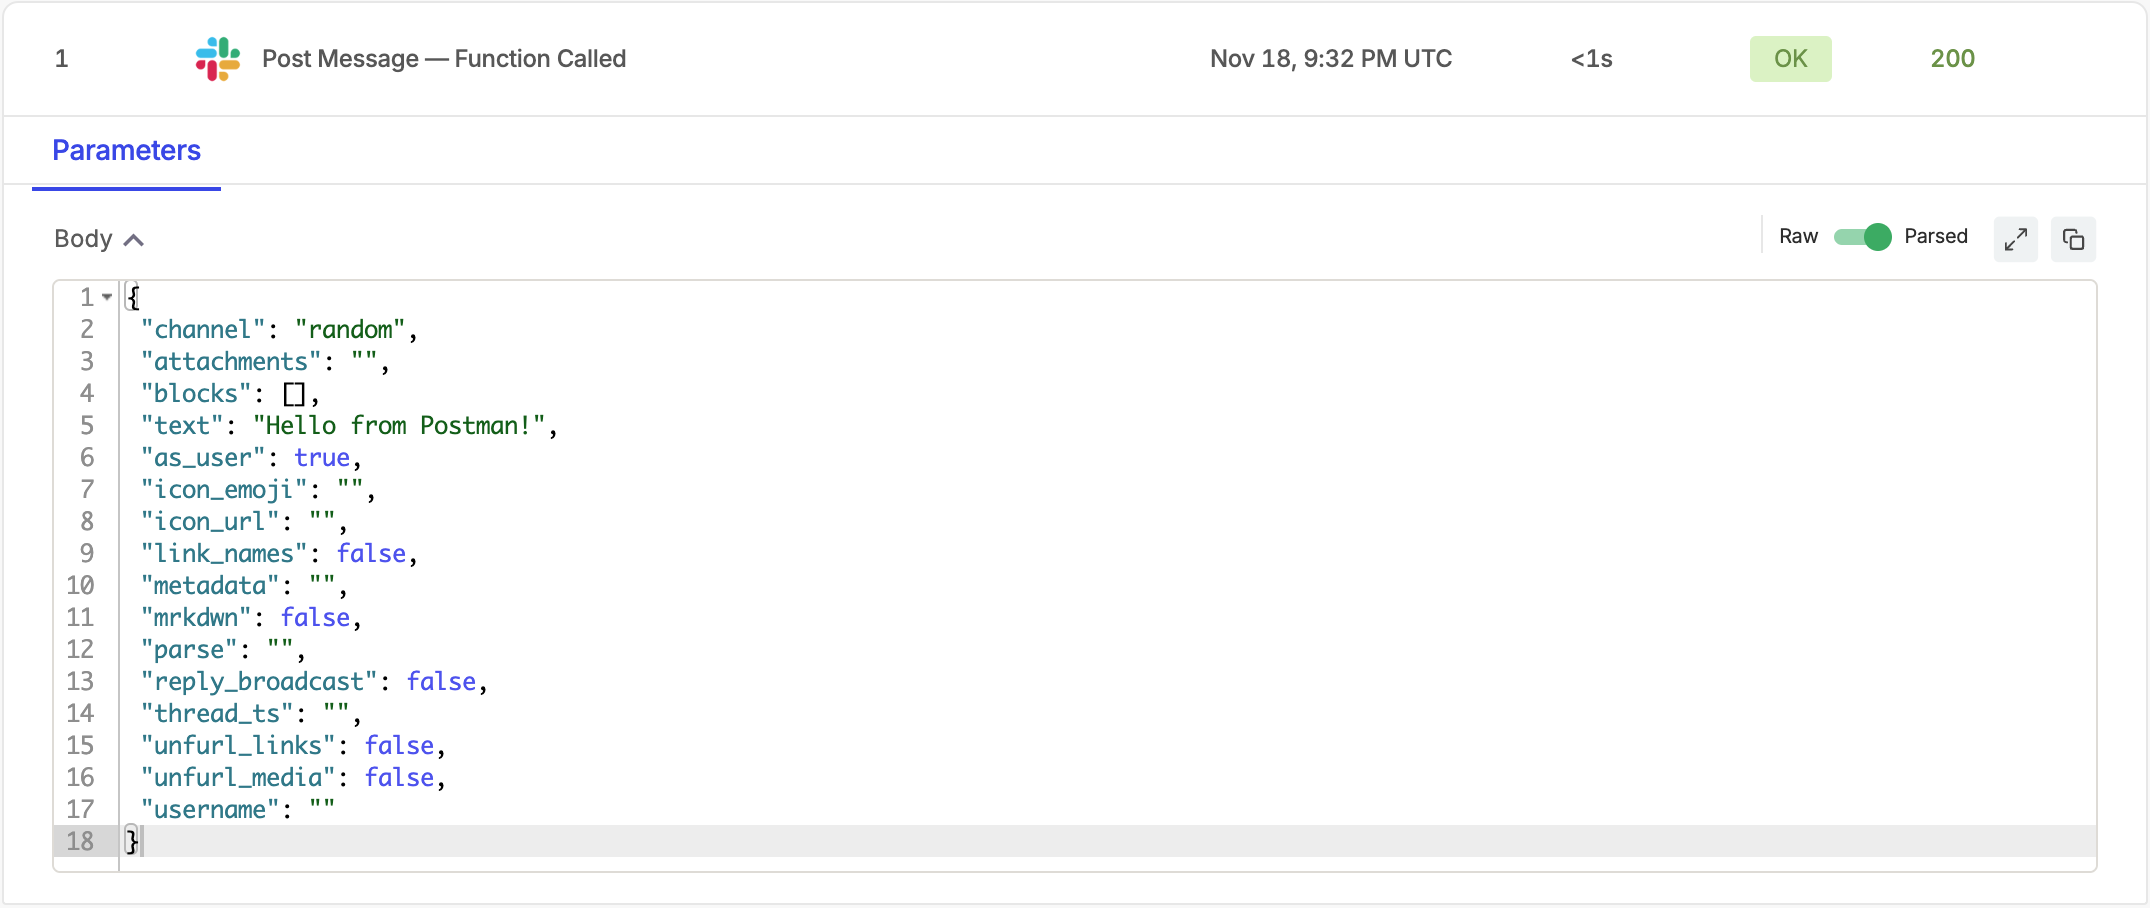 1 Post Message — Function Called Nov 18, 9:32 PM UTC <1s OK 200
Parameters
Body Raw Parsed
1 {
2 "channel": "random",
3 "attachments": "",
4 "blocks": [],
5 "text": "Hello from Postman!",
6 "as_user": true,
7 "icon_emoji": "",
8 "icon_url": "",
9 "link_names": false,
10 "metadata": "",
11 "mrkdwn": false,
12 "parse": "",
13 "reply_broadcast": false,
14 "thread_ts": "",
15 "unfurl_links": false,
16 "unfurl_media": false,
17 "username": ""
18 }